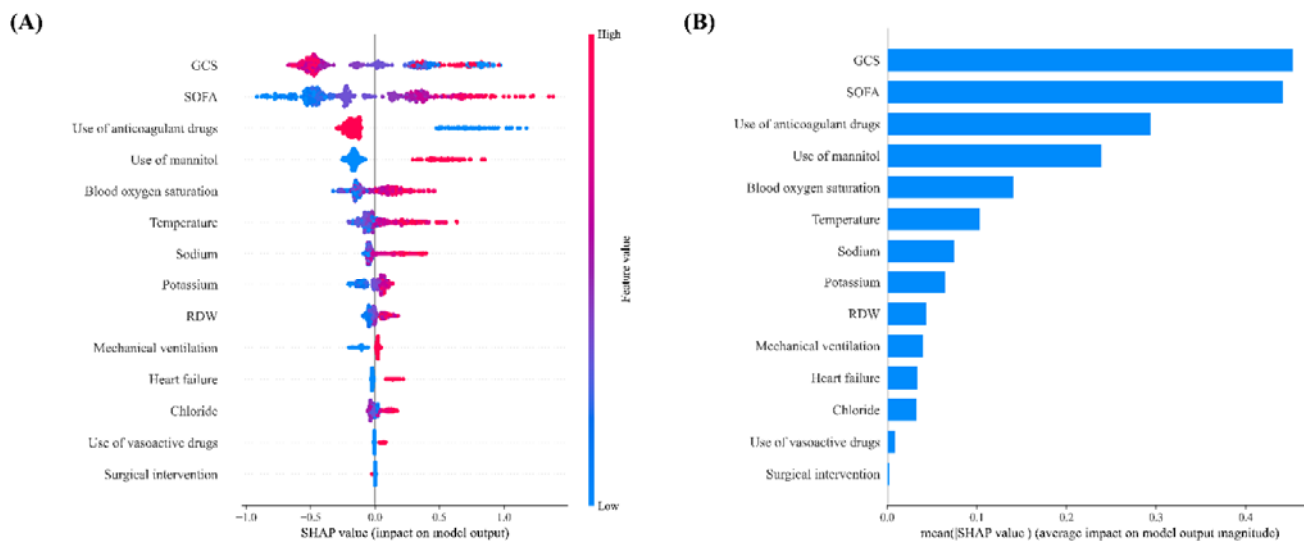 (A)
High
GCS
SOFA
Use of anticoagulant drugs
Use of mannitol
Blood oxygen saturation
Temperature
Sodium
Potassium
RDW
Mechanical ventilation
Heart failure
Chloride
Use of vasoactive drugs
Surgical intervention
Feature value
Low
−1.0 −0.5 0.0 0.5 1.0
SHAP value (impact on model output)
(B)
GCS
SOFA
Use of anticoagulant drugs
Use of mannitol
Blood oxygen saturation
Temperature
Sodium
Potassium
RDW
Mechanical ventilation
Heart failure
Chloride
Use of vasoactive drugs
Surgical intervention
0.0 0.1 0.2 0.3 0.4
mean(|SHAP value|) (average impact on model output magnitude)